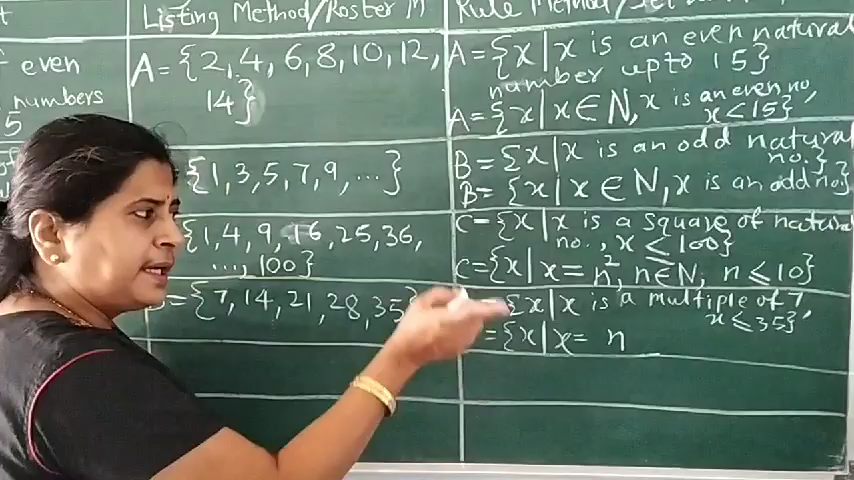 Listing Method/Roster M
Rule Method/Set
even
numbers
5
A={2,4,6,8,10,12,
14}
A={x|x is an even natural
number upto 15}
A={x|x∈N,x is an even no,
x<15}
{1,3,5,7,9,...}
B={x|x is an odd natural
no.}
B={x|x∈N,x is an odd no}
{1,4,9,16,25,36,
...,100}
C={x|x is a square of natural
no., x≤100}
C={x|x=n²,n∈N, n≤10}
={7,14,21,28,35}
{x|x is a multiple of 7,
x≤35}
={x|x= n